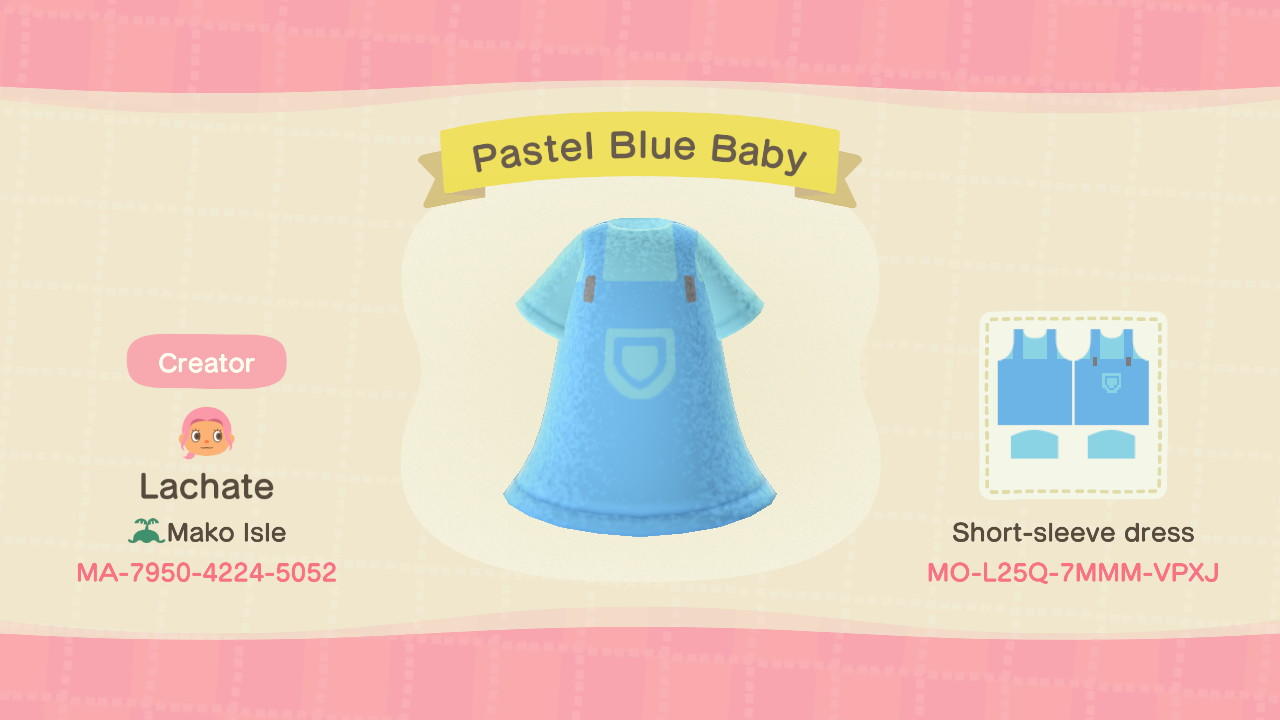 Pastel Blue Baby
Creator
Lachate
Mako Isle
MA-7950-4224-5052
Short-sleeve dress
MO-L25Q-7MMM-VPXJ